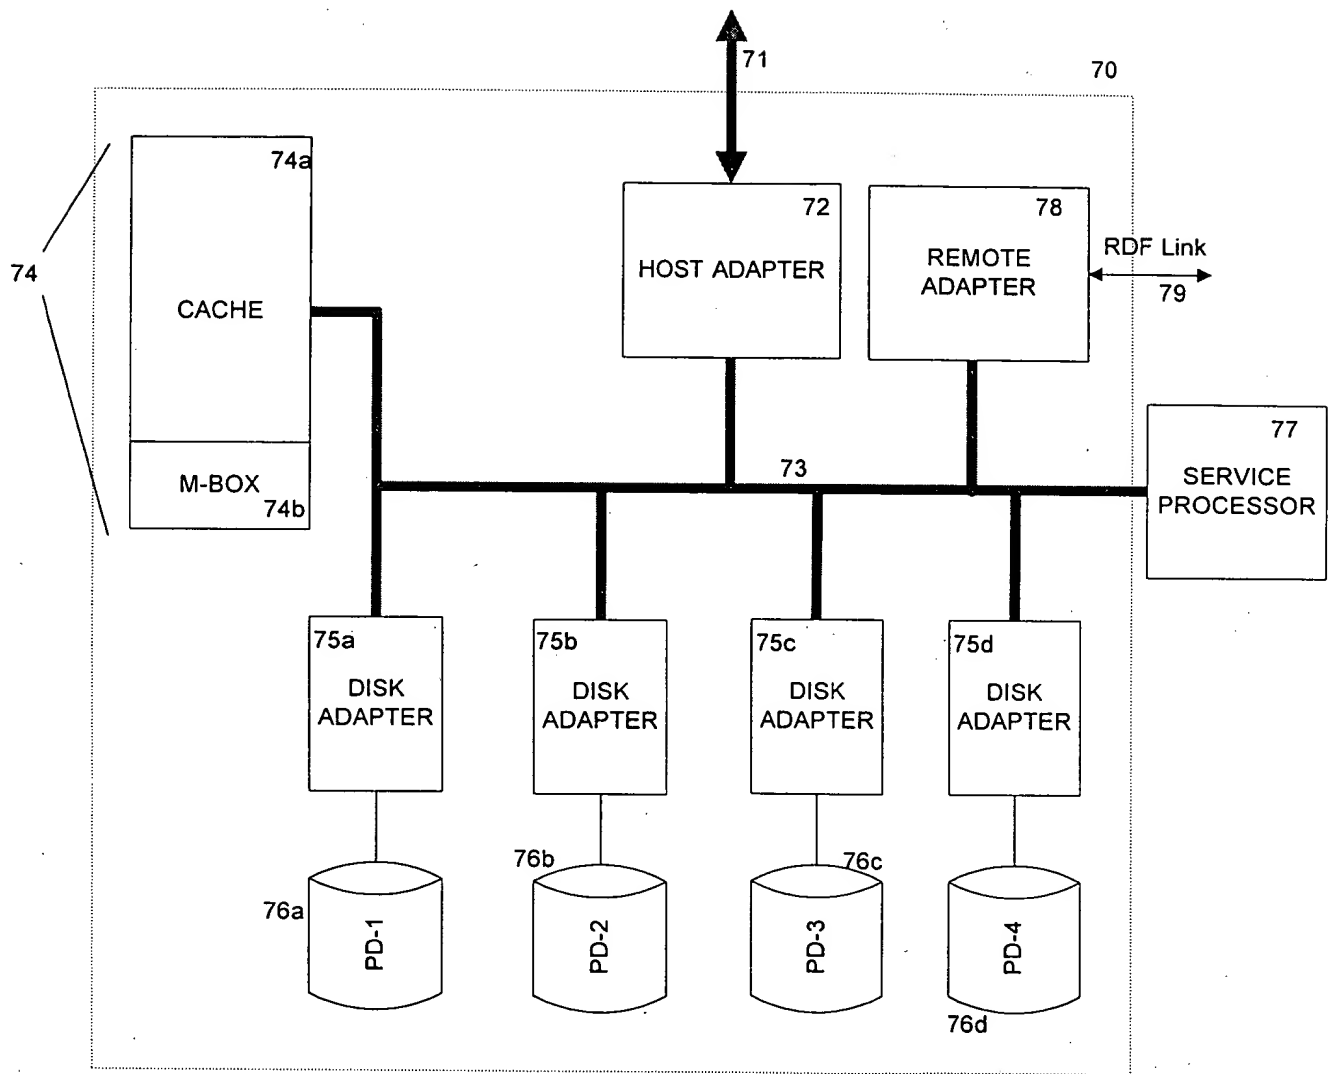 71
70
74a
72
78
HOST ADAPTER
REMOTE
ADAPTER
RDF Link
79
74
CACHE
77
SERVICE
PROCESSOR
73
M-BOX
74b
75a
DISK
ADAPTER
75b
DISK
ADAPTER
75c
DISK
ADAPTER
75d
DISK
ADAPTER
76a
PD-1
76b
PD-2
76c
PD-3
PD-4
76d